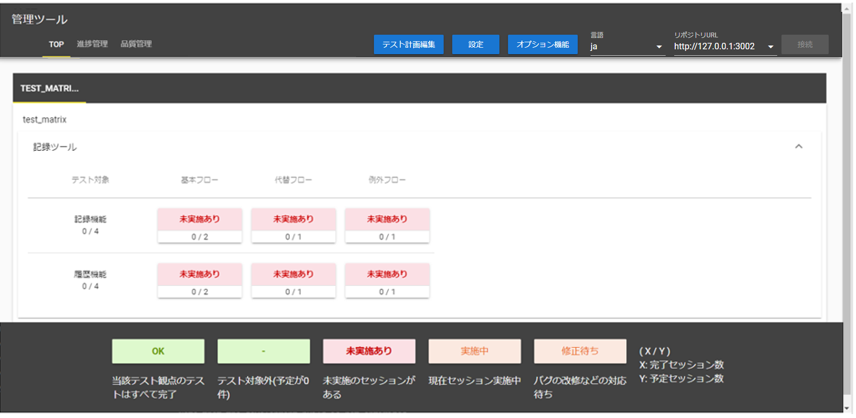 管理ツール
TOP 進捗管理 品質管理 テスト計画編集 設定 オプション機能 言語 ja リポジトリURL http://127.0.0.1:3002 接続
TEST_MATRI...
test_matrix
記録ツール
テスト対象 基本フロー 代替フロー 例外フロー
記録機能 未実施あり 未実施あり 未実施あり
0 / 4 0 / 2 0 / 1 0 / 1
履歴機能 未実施あり 未実施あり 未実施あり
0 / 4 0 / 2 0 / 1 0 / 1
OK - 未実施あり 実施中 修正待ち ( X / Y )
X: 完了セッション数
Y: 予定セッション数
当該テスト観点のテス
トはすべて完了
テスト対象外(予定が0
件)
未実施のセッションが
ある
現在セッション実施中
バグの改修などの対応
待ち